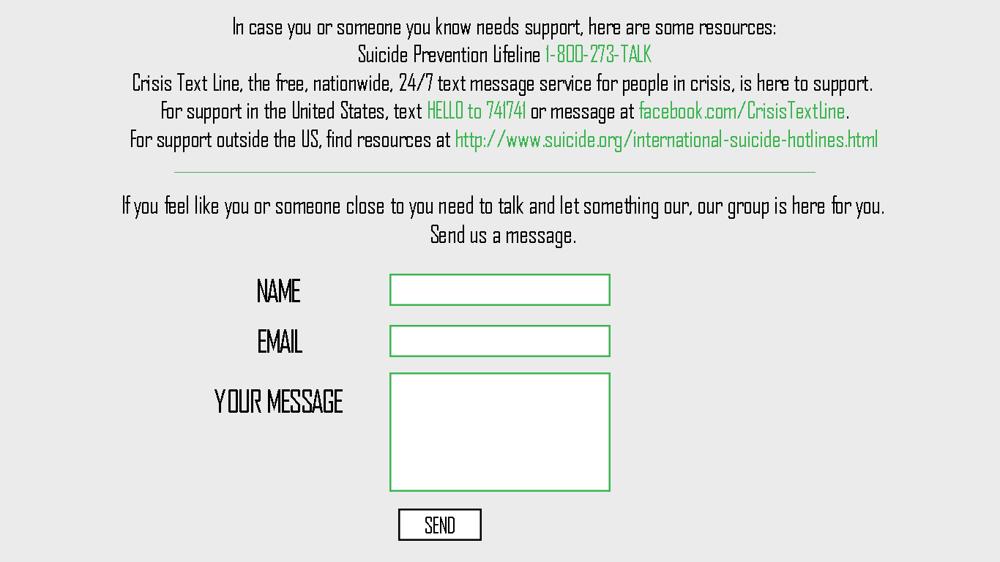 In case you or someone you know needs support, here are some resources:
Suicide Prevention Lifeline 1-800-273-TALK
Crisis Text Line, the free, nationwide, 24/7 text message service for people in crisis, is here to support.
For support in the United States, text HELLO to 741741 or message at facebook.com/CrisisTextLine.
For support outside the US, find resources at http://www.suicide.org/international-suicide-hotlines.html
If you feel like you or someone close to you need to talk and let something our, our group is here for you.
Send us a message.
NAME
EMAIL
YOUR MESSAGE
SEND